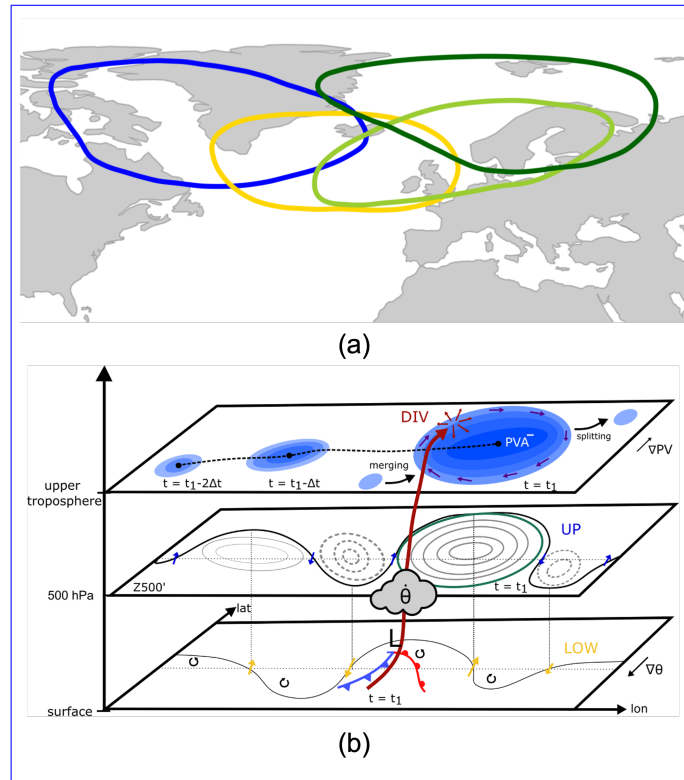 (a)
DIV
PVA⁻
merging
splitting
∇PV
t = t₁-2Δt
t = t₁-Δt
t = t₁
upper
troposphere
UP
Z500'
θ̇
t = t₁
500 hPa
lat
L
LOW
∇θ
t = t₁
surface
lon
(b)